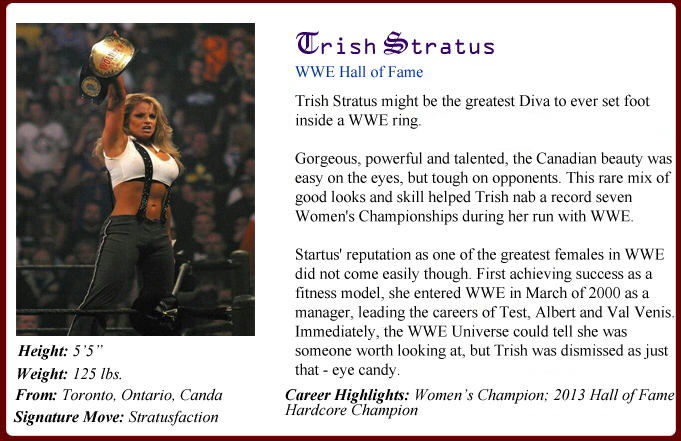 Trish Stratus
WWE Hall of Fame
Trish Stratus might be the greatest Diva to ever set foot
inside a WWE ring.
Gorgeous, powerful and talented, the Canadian beauty was
easy on the eyes, but tough on opponents. This rare mix of
good looks and skill helped Trish nab a record seven
Women's Championships during her run with WWE.
Startus' reputation as one of the greatest females in WWE
did not come easily though. First achieving success as a
fitness model, she entered WWE in March of 2000 as a
manager, leading the careers of Test, Albert and Val Venis.
Immediately, the WWE Universe could tell she was
someone worth looking at, but Trish was dismissed as just
that - eye candy.
Height: 5’5”
Weight: 125 lbs.
From: Toronto, Ontario, Canda
Signature Move: Stratusfaction
Career Highlights: Women’s Champion; 2013 Hall of Fame
Hardcore Champion